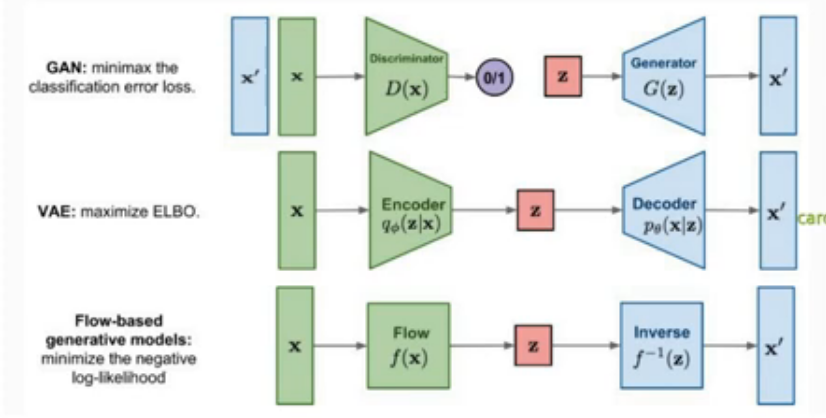 GAN: minimax the
classification error loss.
x′
x
Discriminator
D(x)
0/1
z
Generator
G(z)
x′
VAE: maximize ELBO.
x
Encoder
qϕ(z|x)
z
Decoder
pθ(x|z)
x′
Flow-based
generative models:
minimize the negative
log-likelihood
x
Flow
f(x)
z
Inverse
f⁻¹(z)
x′